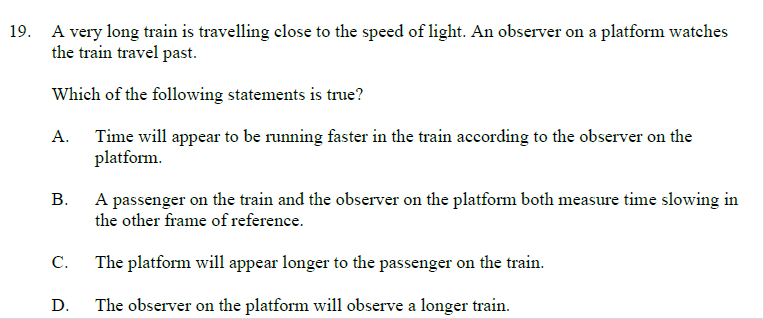 19. A very long train is travelling close to the speed of light. An observer on a platform watches
the train travel past.
Which of the following statements is true?
A. Time will appear to be running faster in the train according to the observer on the
platform.
B. A passenger on the train and the observer on the platform both measure time slowing in
the other frame of reference.
C. The platform will appear longer to the passenger on the train.
D. The observer on the platform will observe a longer train.